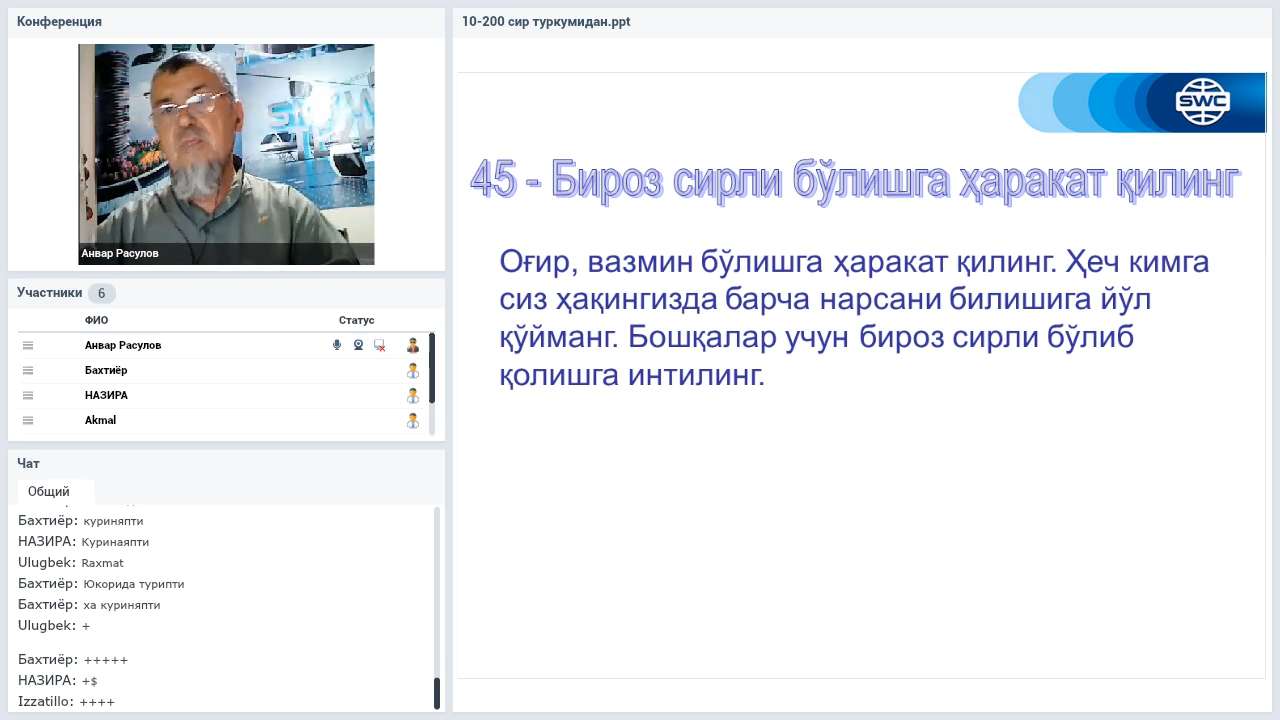 Конференция
Анвар Расулов
Участники 6
ФИО Статус
Анвар Расулов
Бахтиёр
НАЗИРА
Akmal
Чат
Общий
Бахтиёр: куриняпти
НАЗИРА: Куринаяпти
Ulugbek: Raxmat
Бахтиёр: Юкорида турипти
Бахтиёр: ха куриняпти
Ulugbek: +
Бахтиёр: +++++
НАЗИРА: +$
Izzatillo: ++++
10-200 сир туркумидан.ppt
SWC
45 - Бироз сирли бўлишга ҳаракат қилинг
Оғир, вазмин бўлишга ҳаракат қилинг. Ҳеч кимга
сиз ҳақингизда барча нарсани билишига йўл
қўйманг. Бошқалар учун бироз сирли бўлиб
қолишга интилинг.